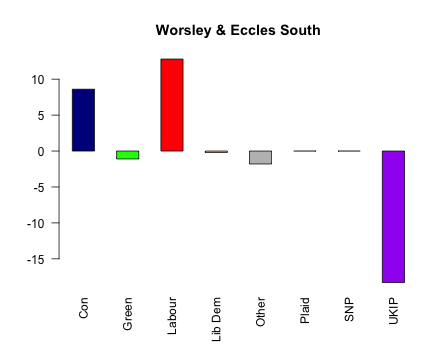 Worsley & Eccles South
10
5
0
-5
-10
-15
Con
Green
Labour
Lib Dem
Other
Plaid
SNP
UKIP